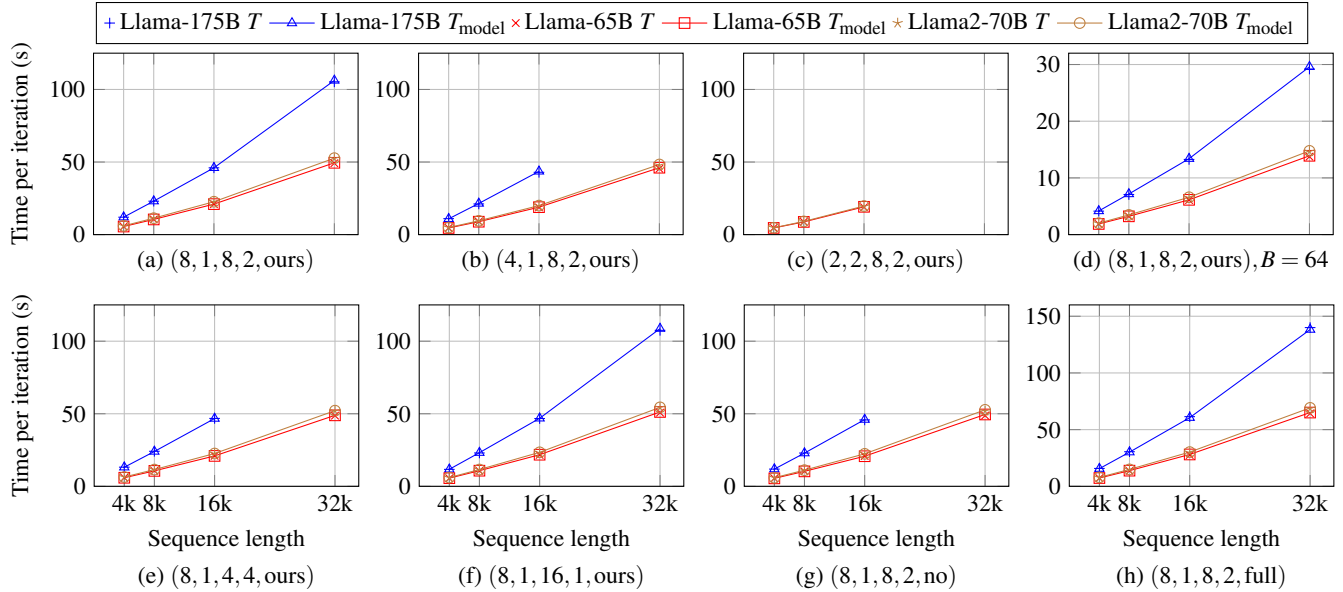 Llama-175B T Llama-175B T_model Llama-65B T Llama-65B T_model Llama2-70B T Llama2-70B T_model
Time per iteration (s)
100
50
0
(a) (8,1,8,2,ours)
100
50
0
(b) (4,1,8,2,ours)
100
50
0
(c) (2,2,8,2,ours)
30
20
10
0
(d) (8,1,8,2,ours),B = 64
Time per iteration (s)
100
50
0
4k 8k 16k 32k
Sequence length
(e) (8,1,4,4,ours)
100
50
0
4k 8k 16k 32k
Sequence length
(f) (8,1,16,1,ours)
100
50
0
4k 8k 16k 32k
Sequence length
(g) (8,1,8,2,no)
150
100
50
0
4k 8k 16k 32k
Sequence length
(h) (8,1,8,2,full)